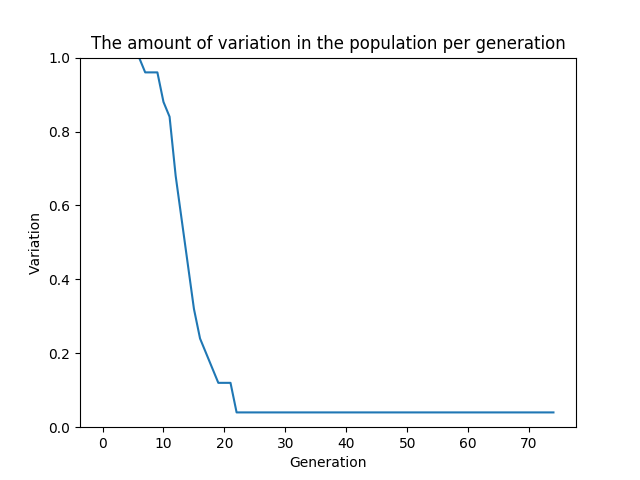 The amount of variation in the population per generation
1.0
0.8
0.6
0.4
0.2
0.0
Variation
0 10 20 30 40 50 60 70
Generation